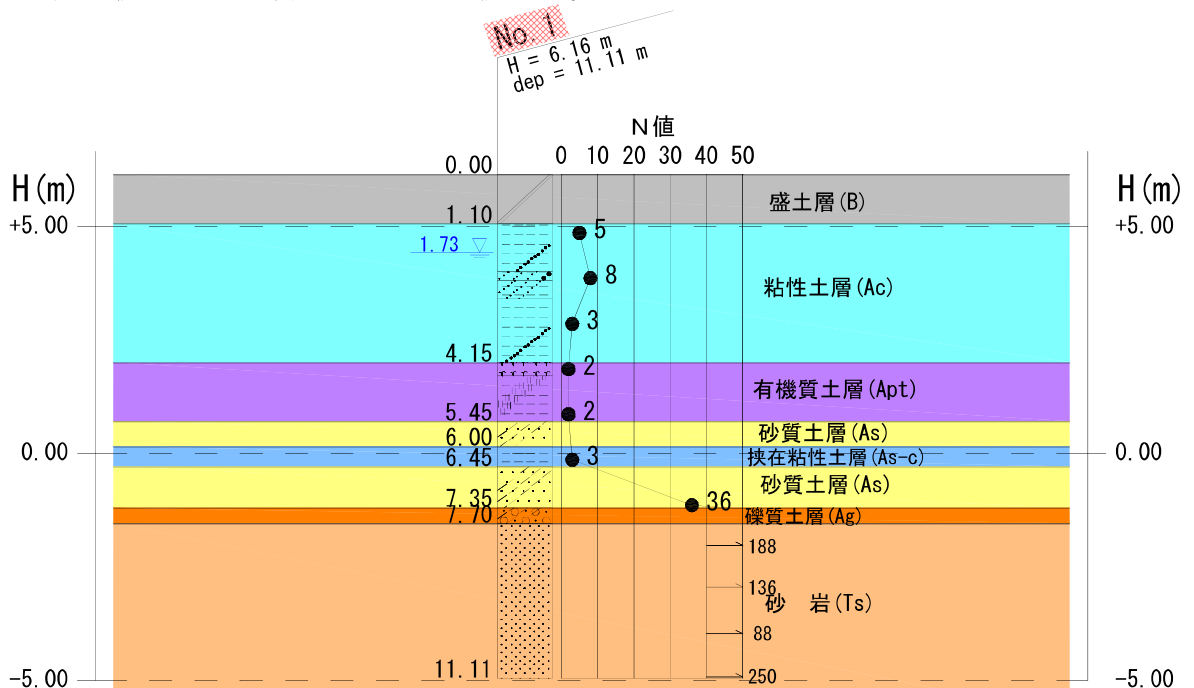 No. 1
H = 6.16 m
dep = 11.11 m
N値
0 10 20 30 40 50
0.00
H(m)
H(m)
盛土層(B)
1.10
+5.00
+5.00
5
1.73
8
粘性土層(Ac)
3
4.15
2
有機質土層(Apt)
5.45
2
砂質土層(As)
6.00
0.00
6.45
3
挟在粘性土層(As-c)
0.00
砂質土層(As)
7.35
36
7.70
礫質土層(Ag)
188
136
砂 岩(Ts)
88
11.11
250
-5.00
-5.00